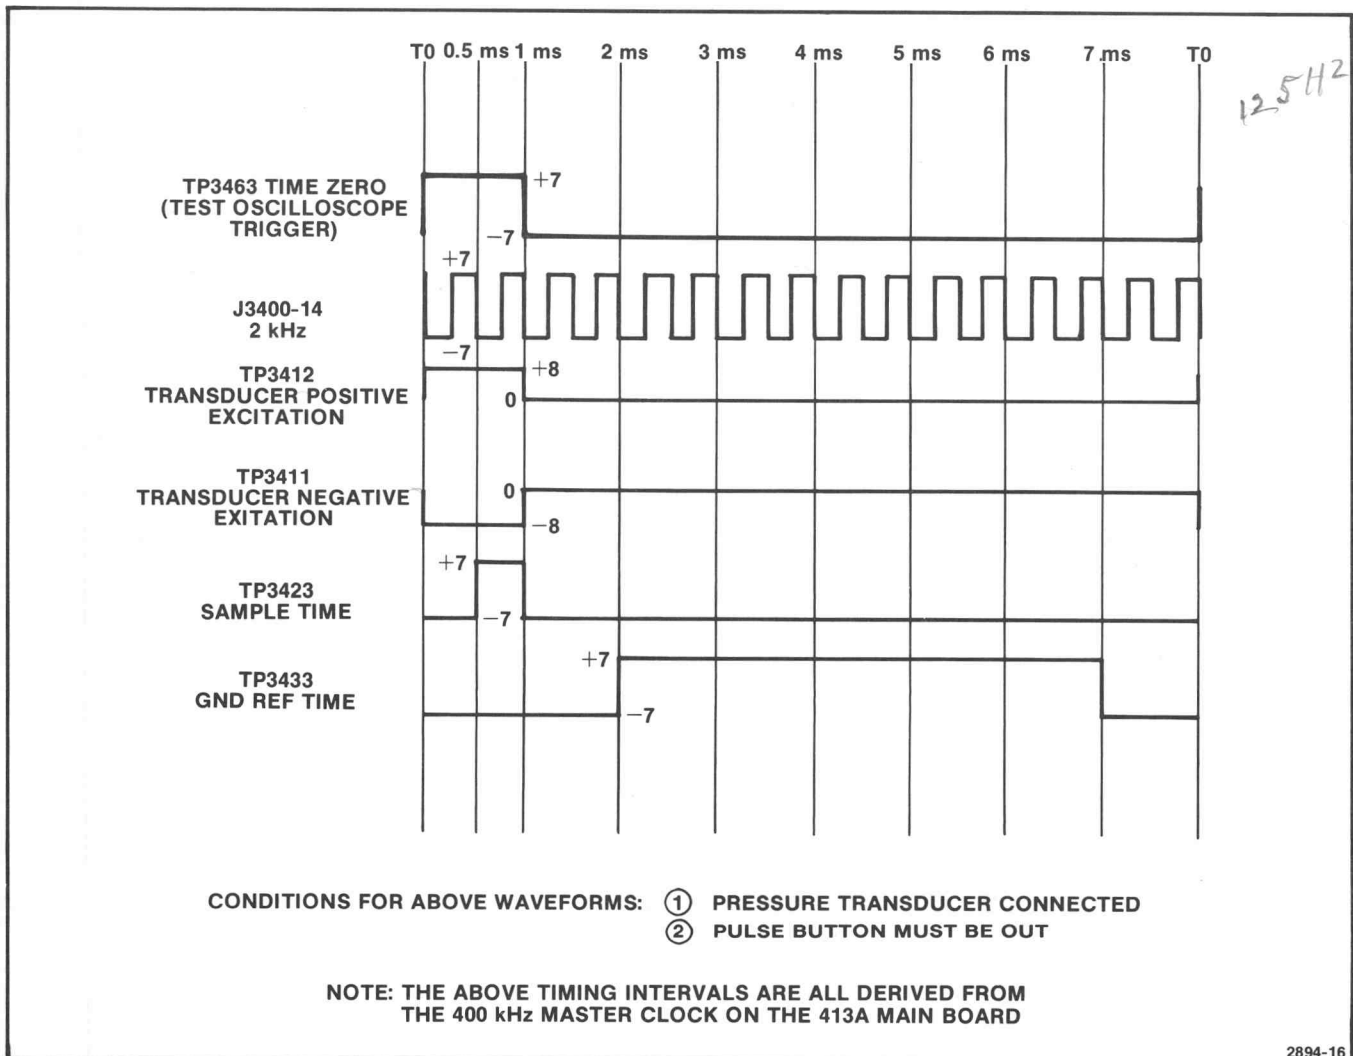 T0 0.5 ms 1 ms 2 ms 3 ms 4 ms 5 ms 6 ms 7 ms T0
125HZ
TP3463 TIME ZERO
(TEST OSCILLOSCOPE
TRIGGER)
+7
−7
+7
J3400-14
2 kHz
−7
TP3412
TRANSDUCER POSITIVE
EXCITATION
+8
0
TP3411
TRANSDUCER NEGATIVE
EXITATION
0
−8
+7
TP3423
SAMPLE TIME
−7
+7
TP3433
GND REF TIME
−7
CONDITIONS FOR ABOVE WAVEFORMS: 1 PRESSURE TRANSDUCER CONNECTED
2 PULSE BUTTON MUST BE OUT
NOTE: THE ABOVE TIMING INTERVALS ARE ALL DERIVED FROM
THE 400 kHz MASTER CLOCK ON THE 413A MAIN BOARD
2894-16